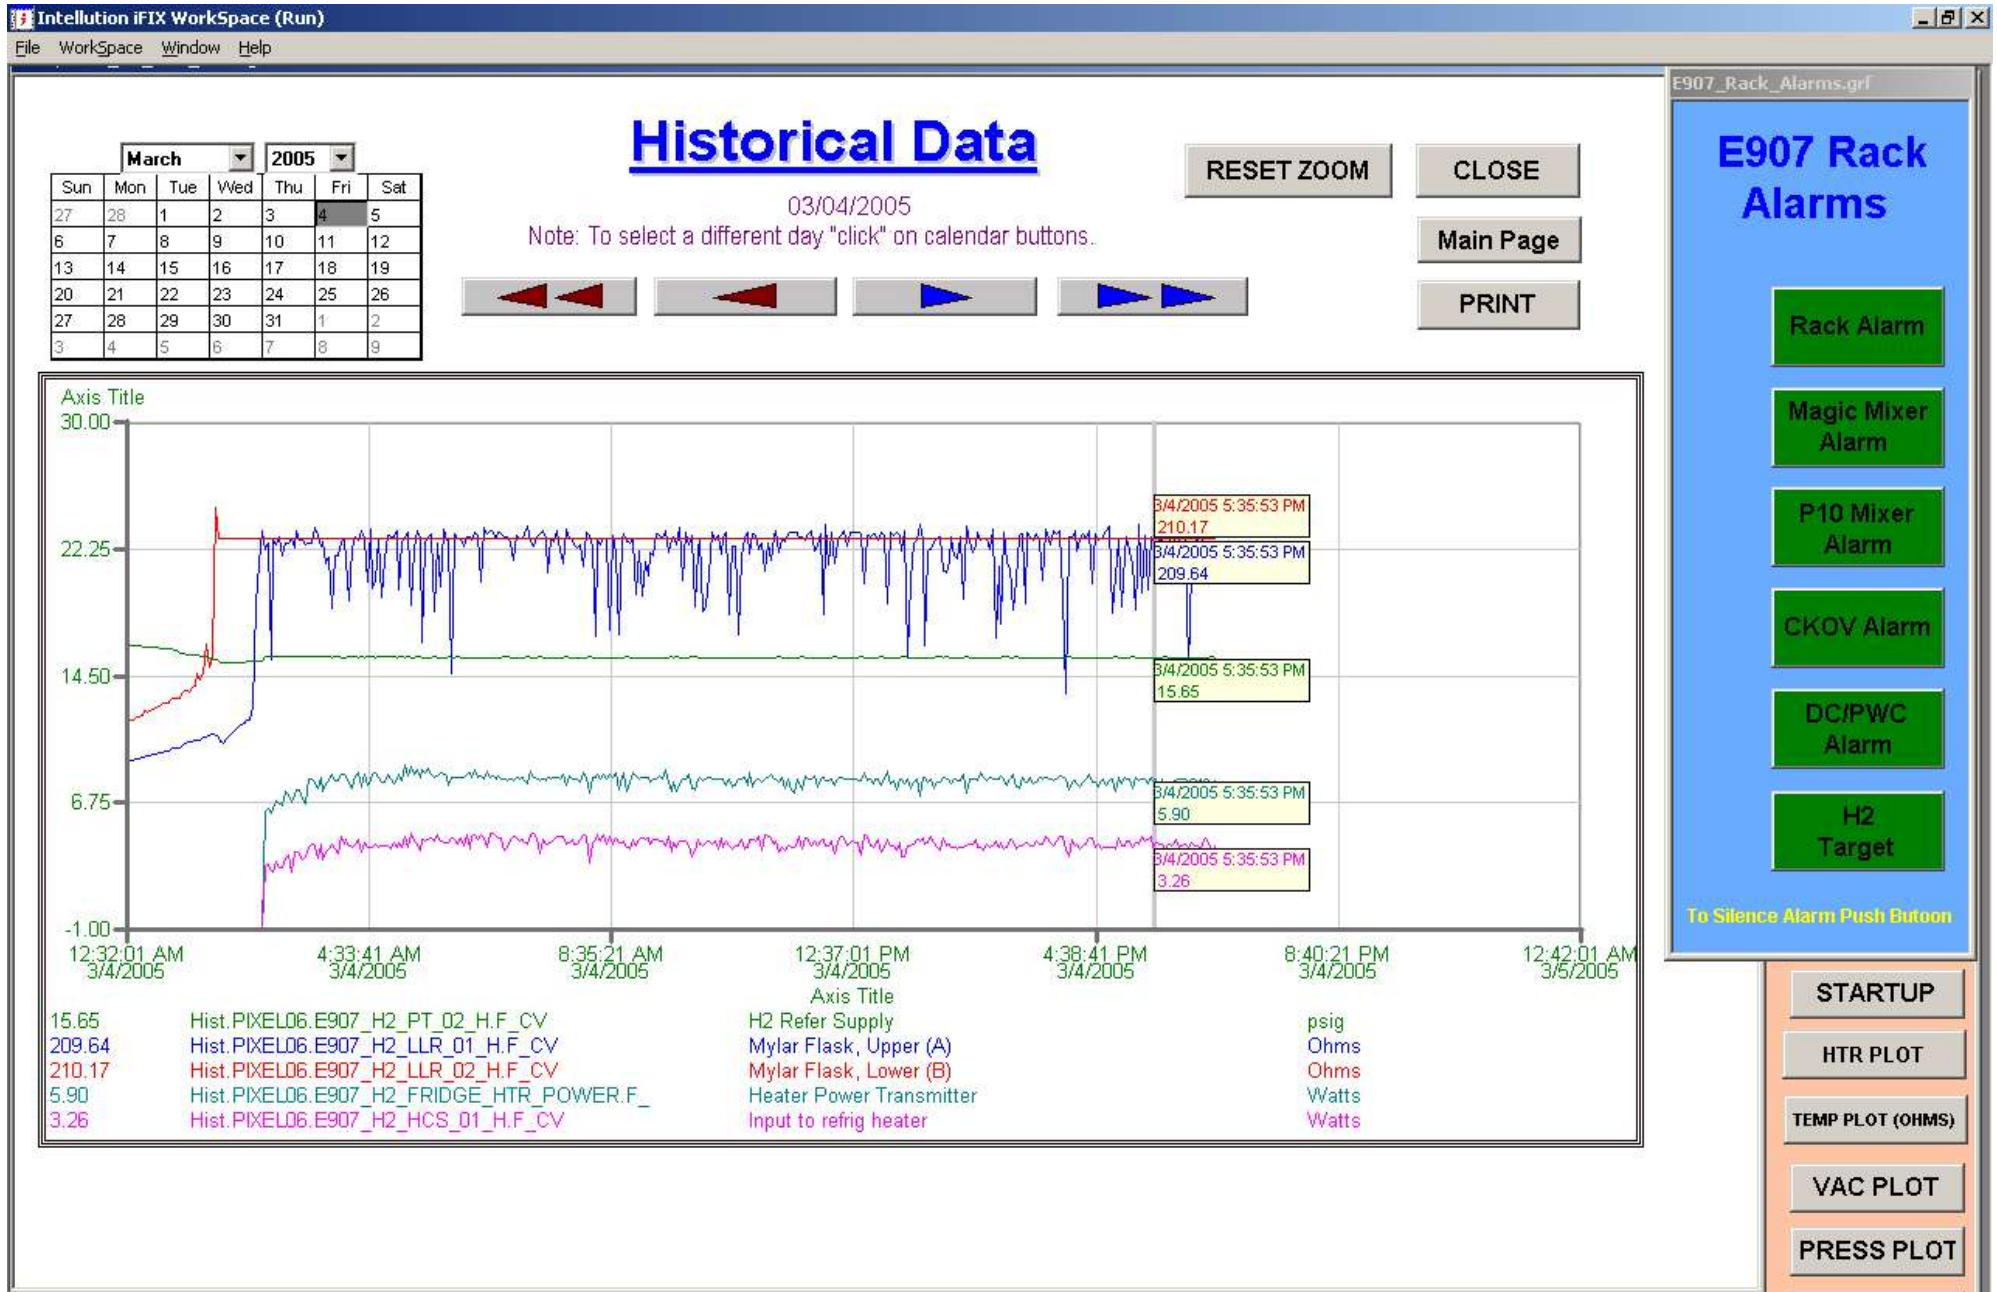 Intellution iFIX WorkSpace (Run)
File WorkSpace Window Help
E907_Rack_Alarms.grf
Historical Data
March 2005
Sun Mon Tue Wed Thu Fri Sat
27 28 1 2 3 4 5
6 7 8 9 10 11 12
13 14 15 16 17 18 19
20 21 22 23 24 25 26
27 28 29 30 31 1 2
3 4 5 6 7 8 9
03/04/2005
Note: To select a different day "click" on calendar buttons.
RESET ZOOM
CLOSE
Main Page
PRINT
Axis Title
30.00
22.25
14.50
6.75
-1.00
3/4/2005 5:35:53 PM
210.17
3/4/2005 5:35:53 PM
209.64
3/4/2005 5:35:53 PM
15.65
3/4/2005 5:35:53 PM
5.90
3/4/2005 5:35:53 PM
3.26
12:32:01 AM 4:33:41 AM 8:35:21 AM 12:37:01 PM 4:38:41 PM 8:40:21 PM 12:42:01 AM
3/4/2005 3/4/2005 3/4/2005 3/4/2005 3/4/2005 3/4/2005 3/5/2005
Axis Title
15.65 Hist.PIXEL06.E907_H2_PT_02_H.F_CV H2 Refer Supply psig
209.64 Hist.PIXEL06.E907_H2_LLR_01_H.F_CV Mylar Flask, Upper (A) Ohms
210.17 Hist.PIXEL06.E907_H2_LLR_02_H.F_CV Mylar Flask, Lower (B) Ohms
5.90 Hist.PIXEL06.E907_H2_FRIDGE_HTR_POWER.F_ Heater Power Transmitter Watts
3.26 Hist.PIXEL06.E907_H2_HCS_01_H.F_CV Input to refrig heater Watts
E907 Rack
Alarms
Rack Alarm
Magic Mixer
Alarm
P10 Mixer
Alarm
CKOV Alarm
DC/PWC
Alarm
H2
Target
To Silence Alarm Push Butoon
STARTUP
HTR PLOT
TEMP PLOT (OHMS)
VAC PLOT
PRESS PLOT